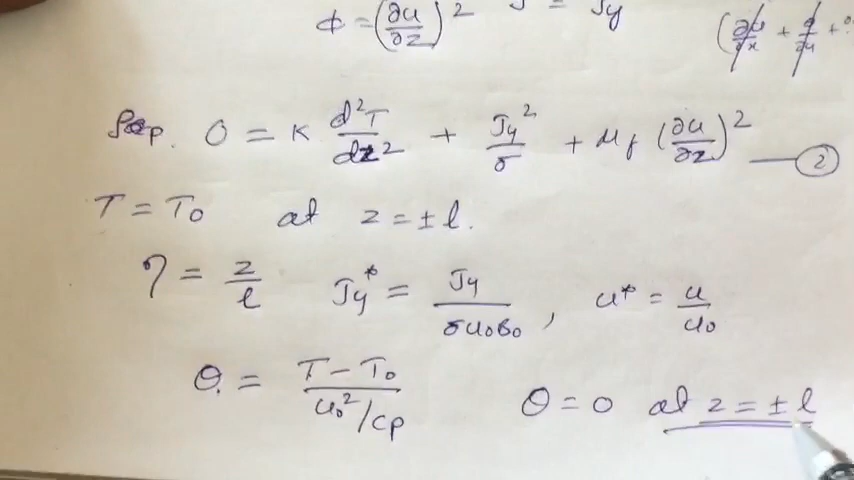 ϕ = (∂u/∂z)² J = Jy (∂u/∂x + ∂/∂y +
0 = K d²T/dz² + Jy²/σ + μf (∂u/∂z)² —— ②
T = T₀ at z = ±l.
η = z/l Jy* = Jy/σu₀B₀ , u* = u/u₀
θ = T − T₀/u₀²/cp θ = 0 at z = ±l